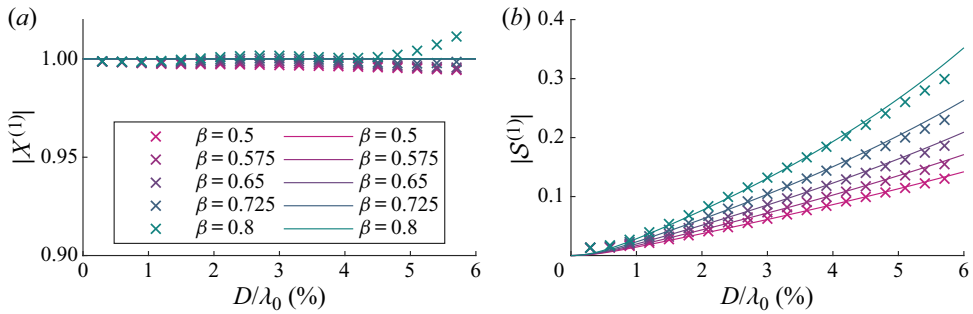 (a)
1.00
0.95
0.90
|X⁽¹⁾|
β = 0.5 β = 0.5
β = 0.575 β = 0.575
β = 0.65 β = 0.65
β = 0.725 β = 0.725
β = 0.8 β = 0.8
0 1 2 3 4 5 6
D/λ₀ (%)
(b)
0.4
0.3
0.2
0.1
|𝒮⁽¹⁾|
0 1 2 3 4 5 6
D/λ₀ (%)